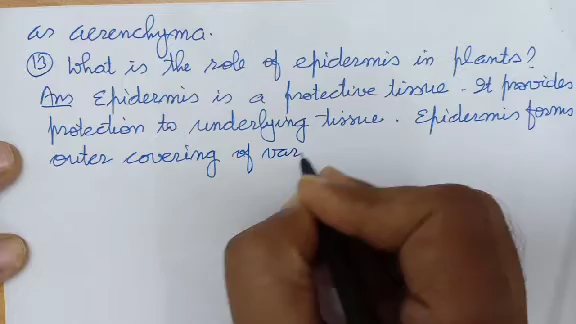 as aerenchyma.
13 What is the role of epidermis in plants?
Ans Epidermis is a protective tissue. It provides
protection to underlying tissue. Epidermis forms
outer covering of var